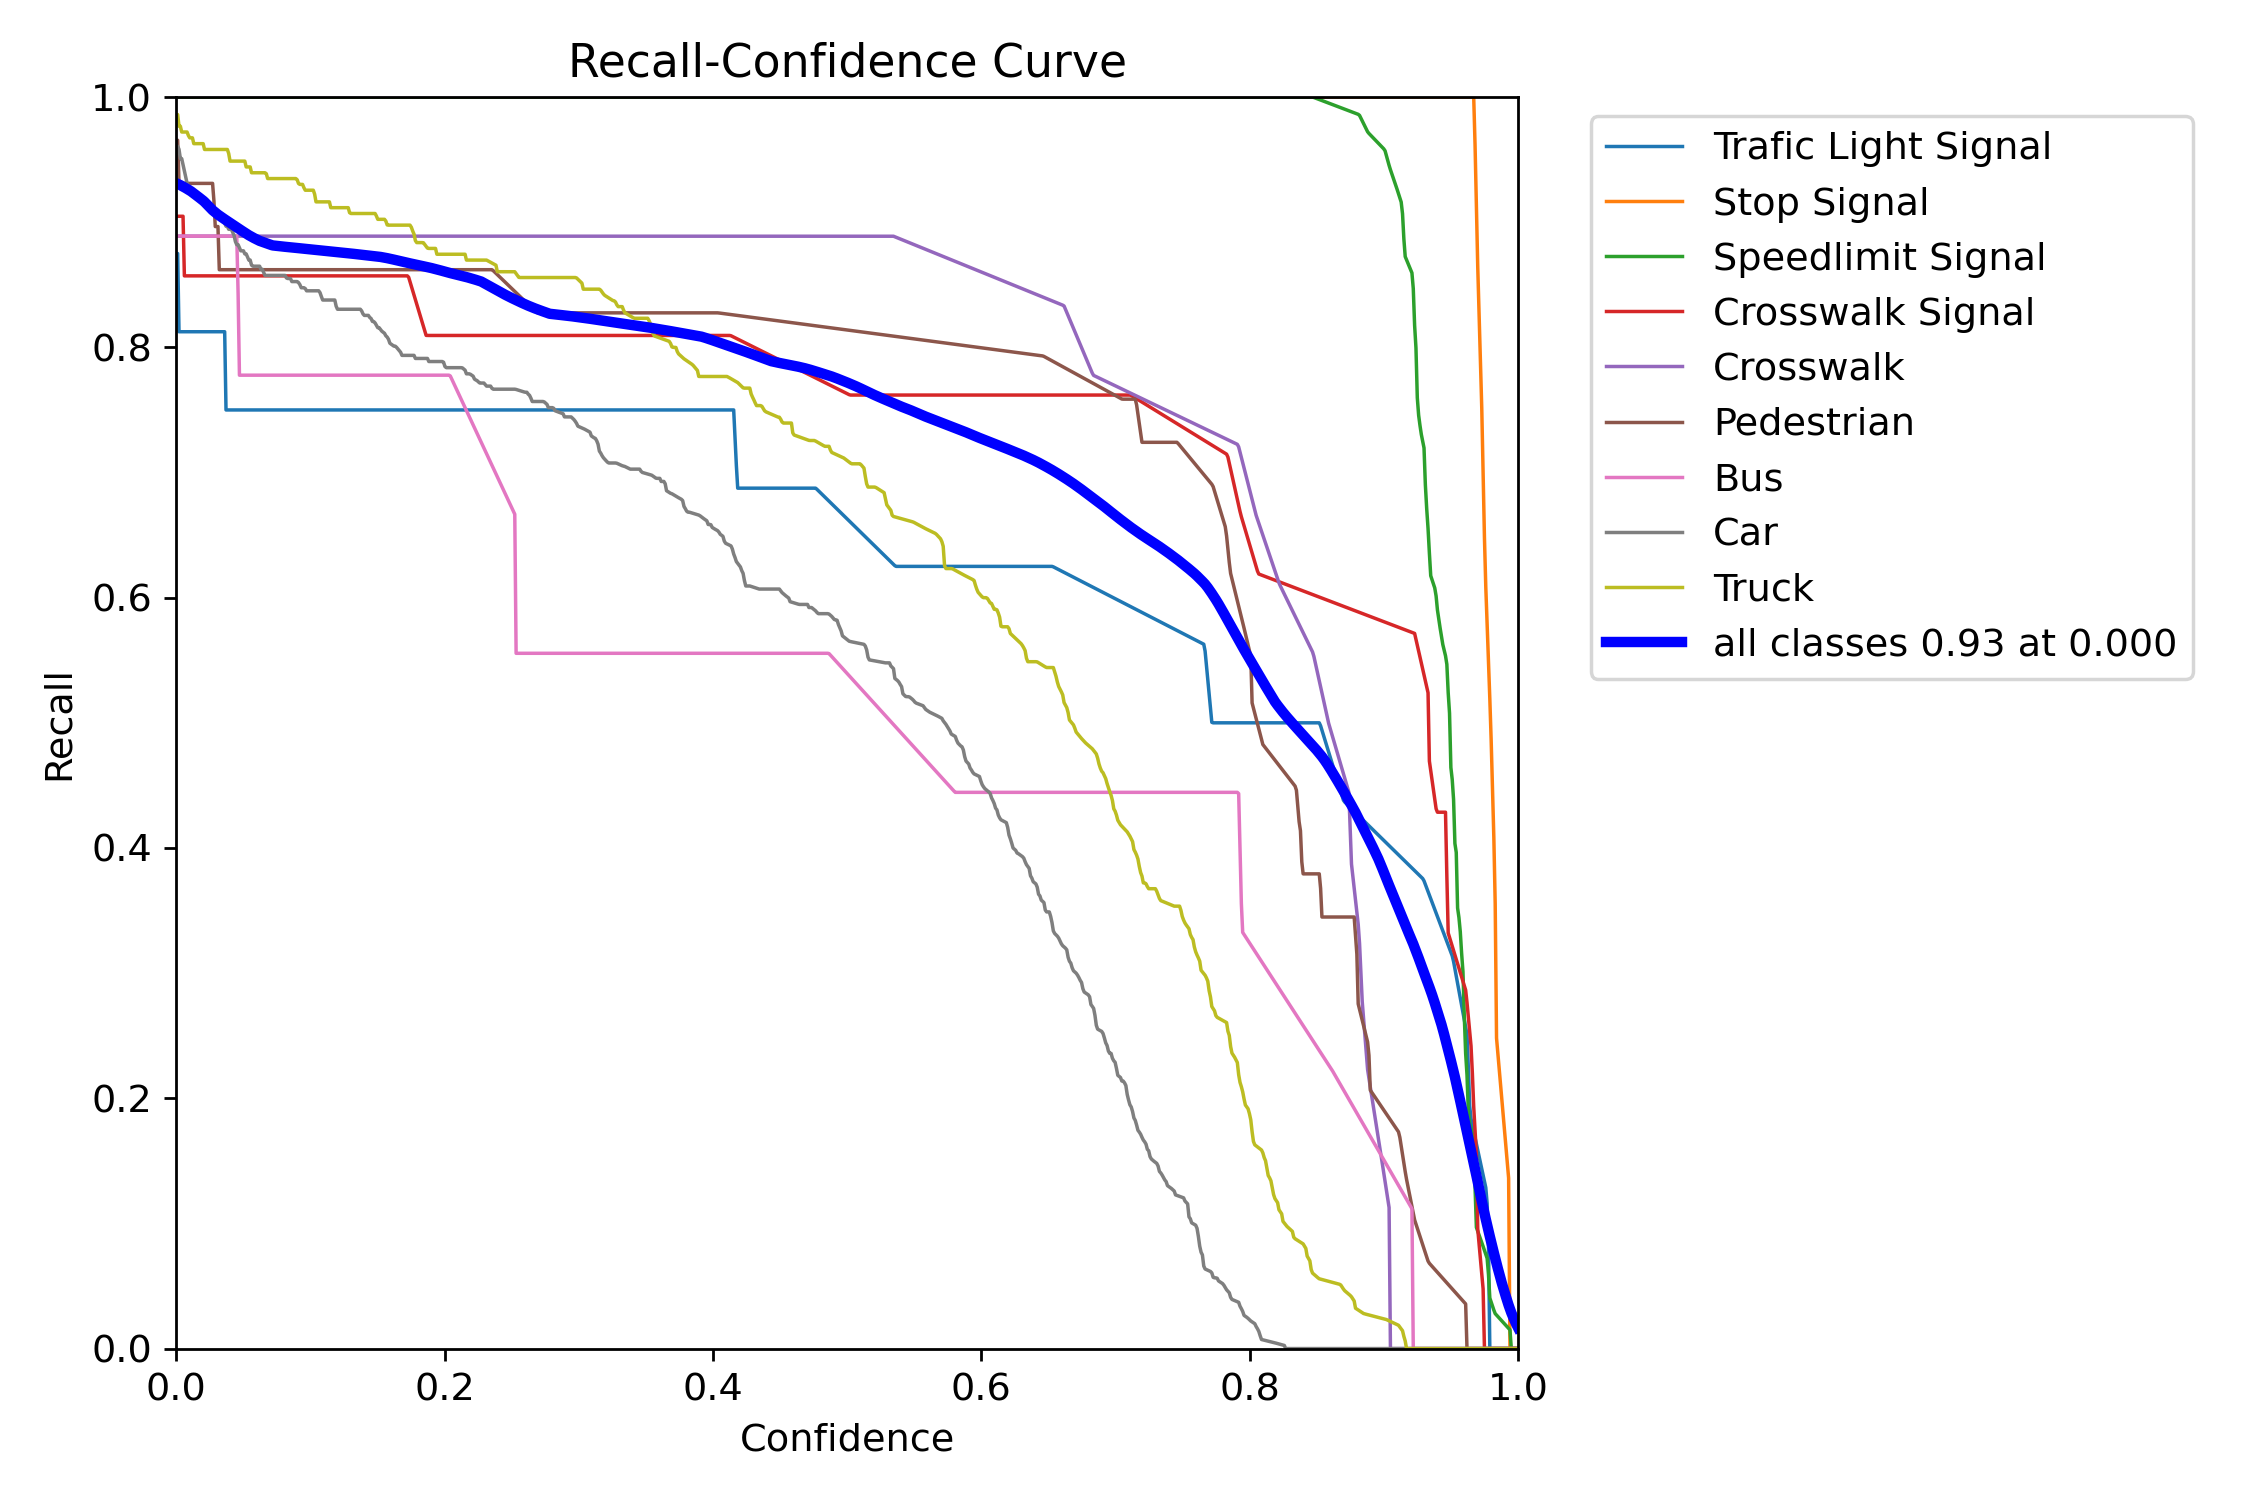 Recall-Confidence Curve
1.0
0.8
0.6
0.4
0.2
0.0
Recall
0.0 0.2 0.4 0.6 0.8 1.0
Confidence
Trafic Light Signal
Stop Signal
Speedlimit Signal
Crosswalk Signal
Crosswalk
Pedestrian
Bus
Car
Truck
all classes 0.93 at 0.000